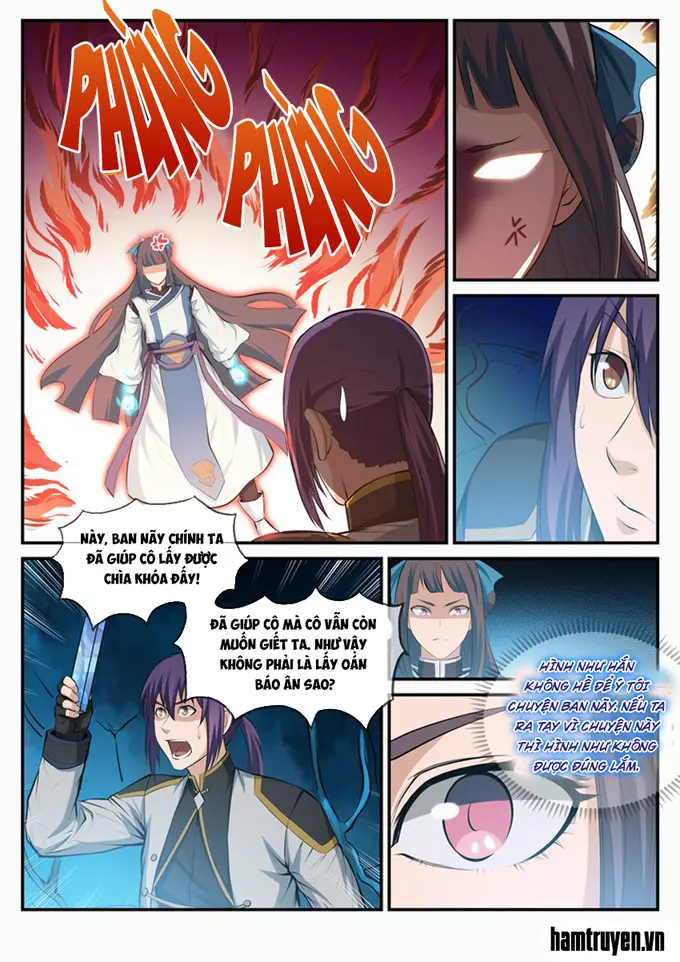 PHỪNG
PHỪNG
NÀY, BAN NÃY CHÍNH TA
ĐÃ GIÚP CÔ LẤY ĐƯỢC
CHÌA KHÓA ĐẤY!
ĐÃ GIÚP CÔ MÀ CÔ VẪN CÒN
MUỐN GIẾT TA. NHƯ VẬY
KHÔNG PHẢI LÀ LẤY OÁN
BÁO ÂN SAO?
HÌNH NHƯ HẮN
KHÔNG HỀ ĐỂ Ý TỚI
CHUYỆN BAN NÃY. NẾU TA
RA TAY VÌ CHUYỆN NÀY
THÌ HÌNH NHƯ KHÔNG
ĐƯỢC ĐÚNG LẮM.
hamtruyen.vn